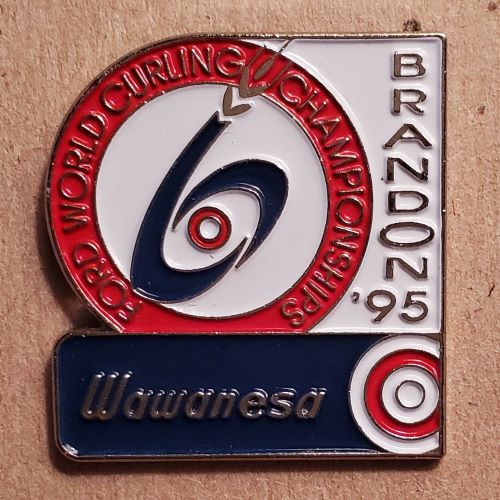 FORD WORLD CURLING CHAMPIONSHIPS
BRANDON '95
Wawanesa